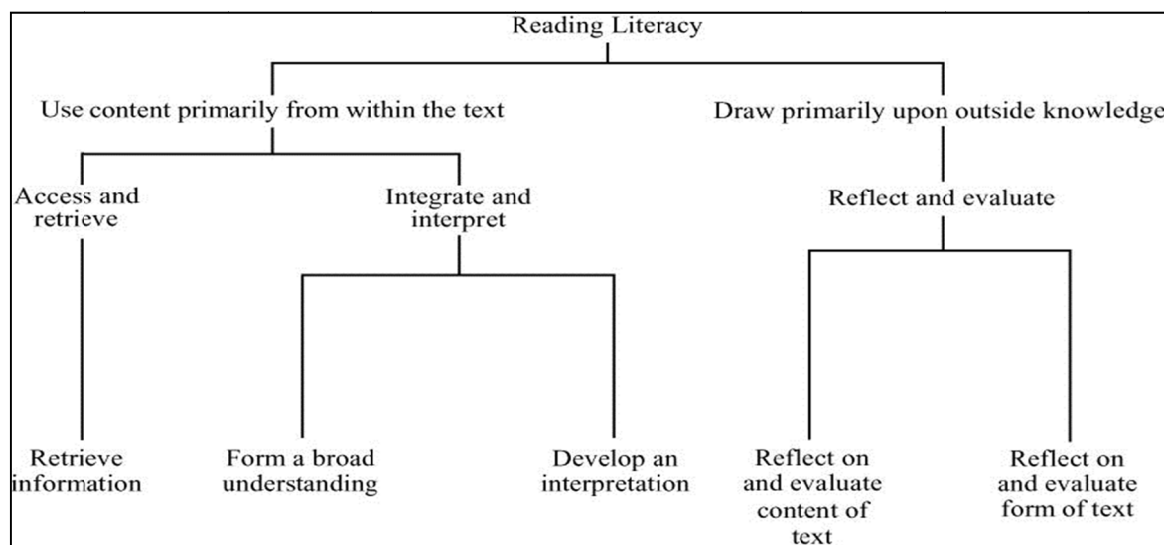 Reading Literacy
Use content primarily from within the text
Draw primarily upon outside knowledge
Access and
retrieve
Integrate and
interpret
Reflect and evaluate
Retrieve
information
Form a broad
understanding
Develop an
interpretation
Reflect on
and evaluate
content of
text
Reflect on
and evaluate
form of text